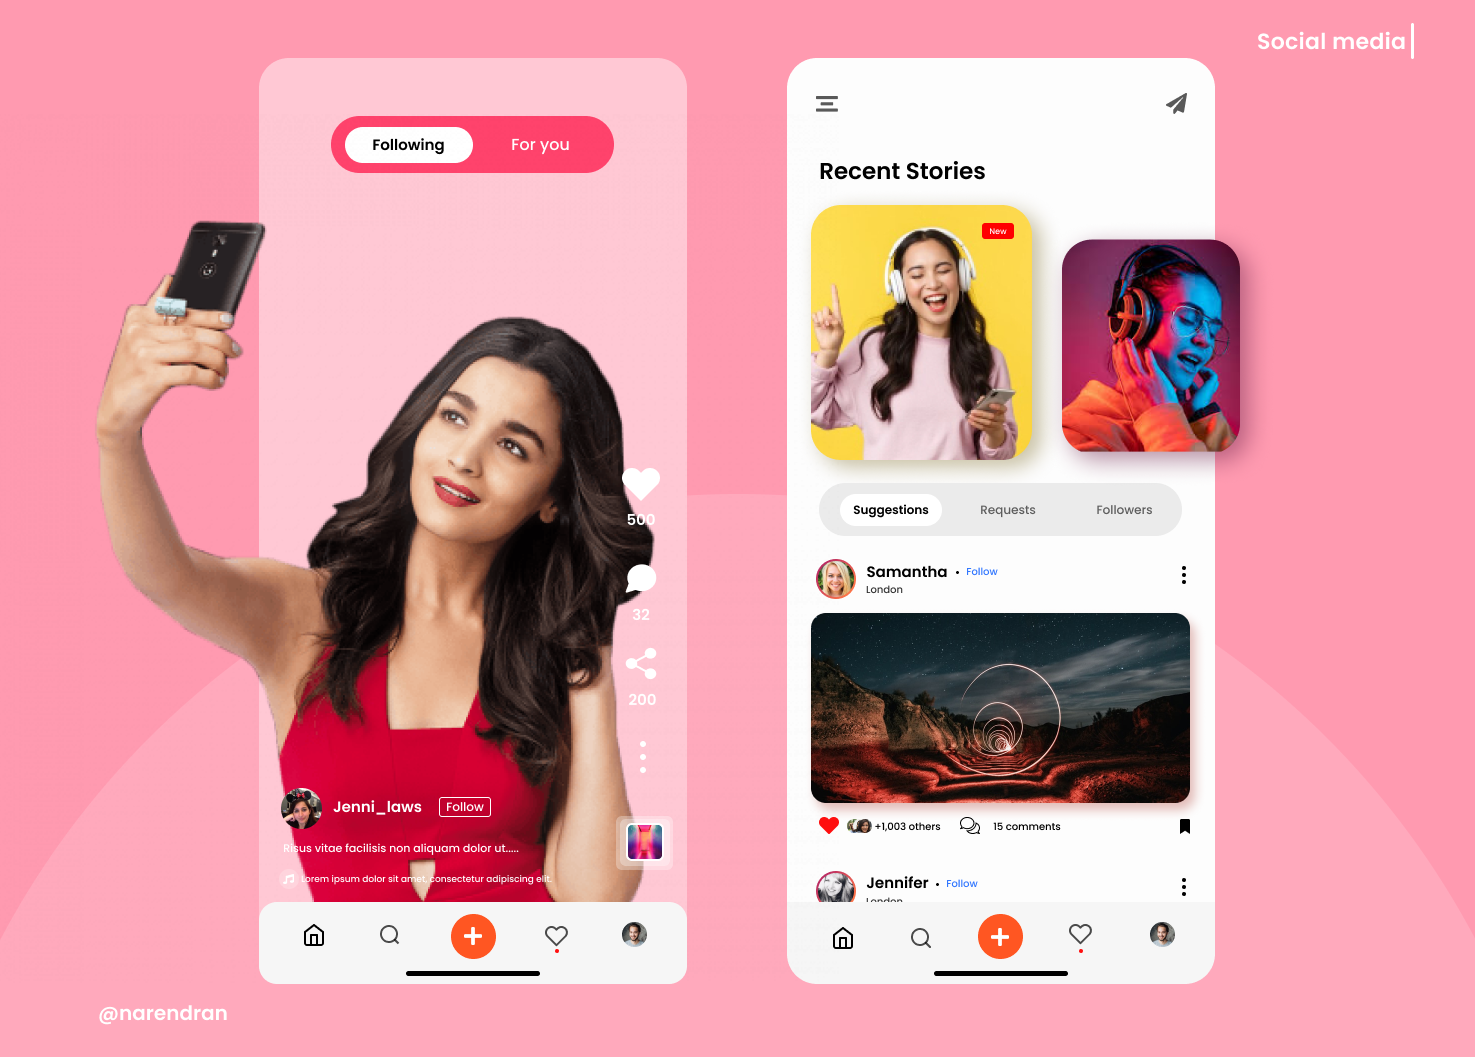 Social media
Following
For you
500
32
200
Jenni_laws
Follow
Risus vitae facilisis non aliquam dolor ut.....
Lorem ipsum dolor sit amet, consectetur adipiscing elit.
Recent Stories
New
Suggestions
Requests
Followers
Samantha • Follow
London
+1,003 others
15 comments
Jennifer • Follow
London
@narendran